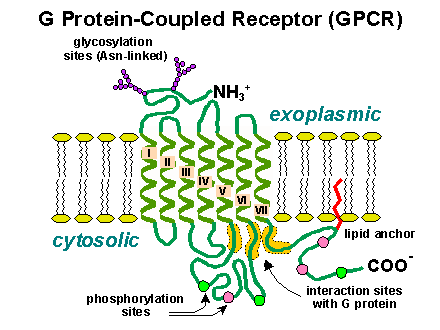 G Protein-Coupled Receptor (GPCR)
glycosylation
sites (Asn-linked)
NH3+
exoplasmic
I
II
III
IV
V
VI
VII
cytosolic
lipid anchor
COO-
phosphorylation
sites
interaction sites
with G protein